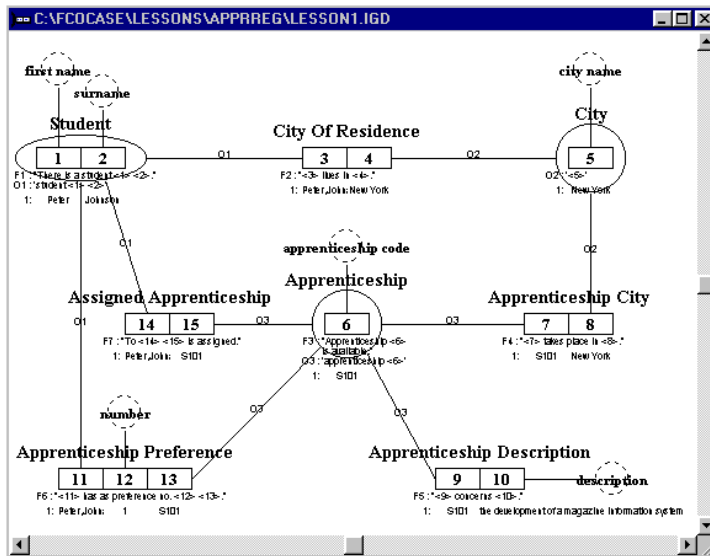 C:\FCOCASE\LESSONS\APPRREG\LESSON1.IGD
first name
surname
city name
Student
City Of Residence
City
1 2
O1
3 4
O2
5
F1 : "There is a student <1> <2>."
O1 : 'student <1> <2>'
1: Peter Johnson
F2 : "<3> lives in <4>."
1: Peter,John: New York
O2 : '<5>'
1: New York
O1
apprenticeship code
O2
Assigned Apprenticeship
Apprenticeship
Apprenticeship City
O1
14 15
O3
6
O3
7 8
F7 : "To <14> <15> is assigned."
1: Peter,John: S101
F3 : "Apprenticeship <6>
is available."
O3 : 'apprenticeship <6>'
1: S101
F4 : "<7> takes place in <8>."
1: S101 New York
number
O3
O3
Apprenticeship Preference
Apprenticeship Description
11 12 13
9 10
description
F6 : "<11> has as preference no. <12> <13>."
1: Peter,John: 1 S101
F5 : "<9> concerns <10>."
1: S101 the development of a magazine information system